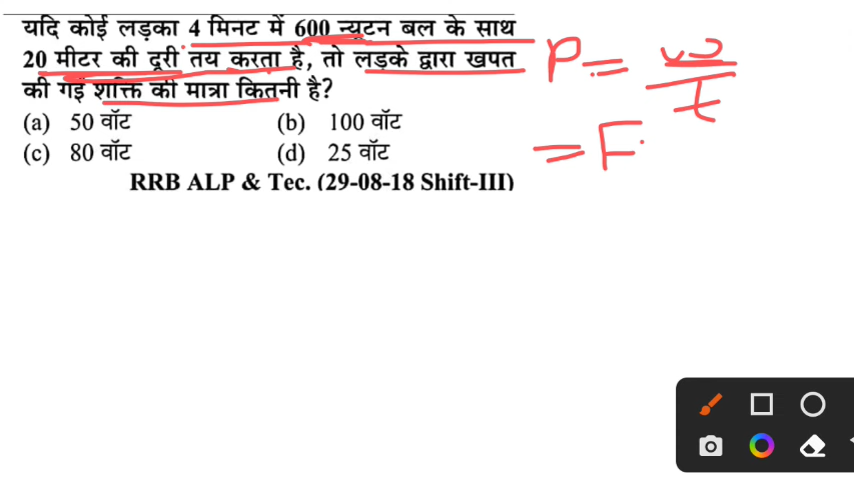 यदि कोई लड़का 4 मिनट में 600 न्यूटन बल के साथ
20 मीटर की दूरी तय करता है, तो लड़के द्वारा खपत
की गई शक्ति की मात्रा कितनी है?
(a) 50 वॉट (b) 100 वॉट
(c) 80 वॉट (d) 25 वॉट
RRB ALP & Tec. (29-08-18 Shift-III)
P = w/t
= F.